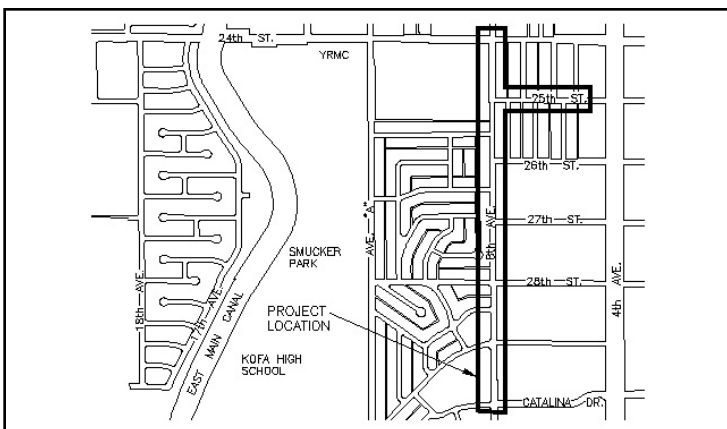 24th ST.
YRMC
25th ST.
26th ST.
AVE. "A"
27th ST.
8th AVE.
SMUCKER
PARK
18th AVE.
17th AVE.
28th ST.
4th AVE.
PROJECT
LOCATION
EAST MAIN CANAL
KOFA HIGH
SCHOOL
CATALINA DR.